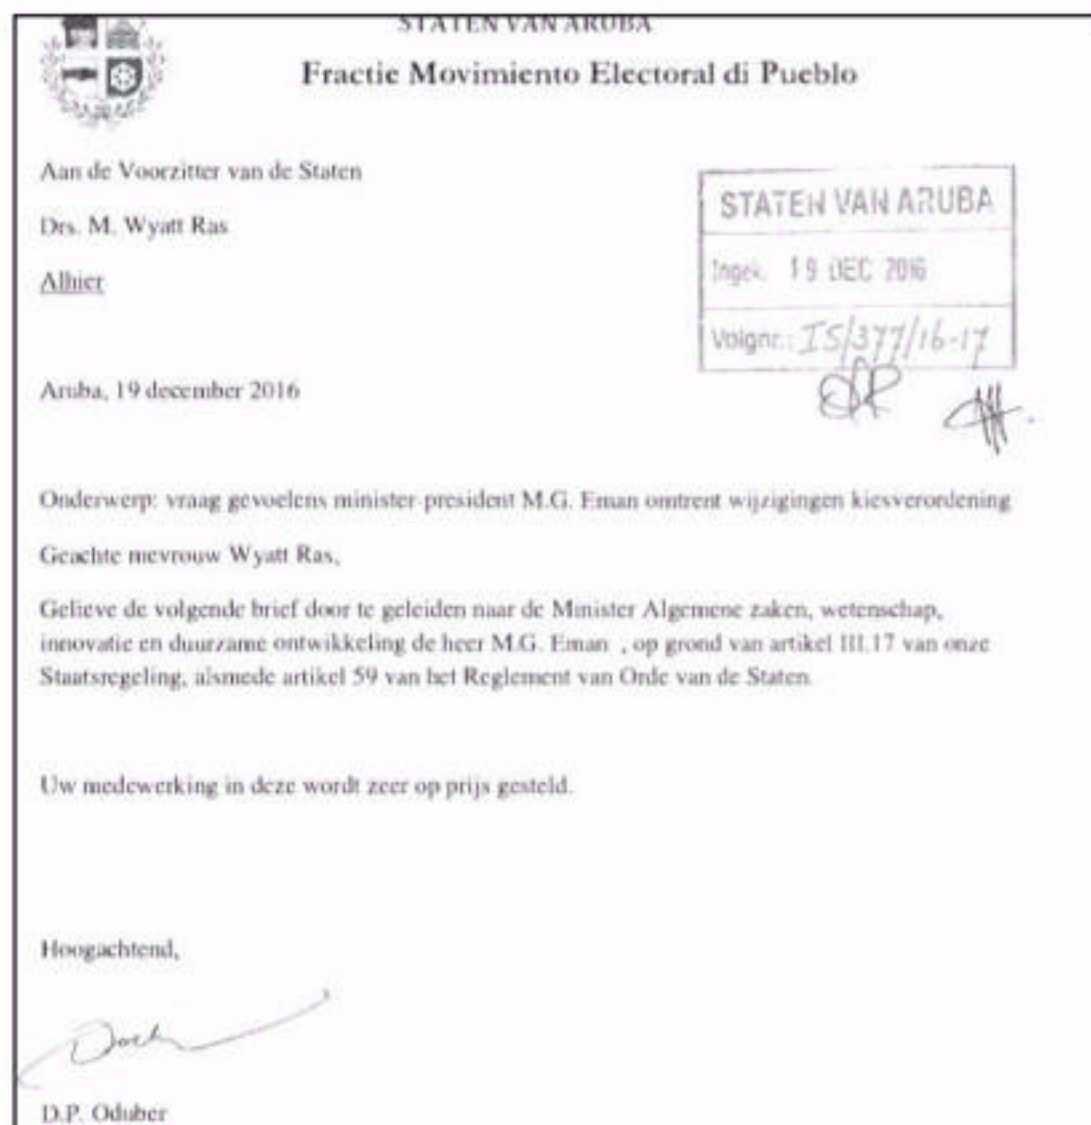 STATEN VAN ARUBA
Fractie Movimiento Electoral di Pueblo
Aan de Voorzitter van de Staten
Drs. M. Wyatt Ras
Alhier
STATEN VAN ARUBA
Ingek. 19 DEC 2016
Volgnr.: IS/377/16-17
Aruba, 19 december 2016
Onderwerp: vraag gevoelens minister-president M.G. Eman omtrent wijzigingen kiesverordening
Geachte mevrouw Wyatt Ras,
Gelieve de volgende brief door te geleiden naar de Minister Algemene zaken, wetenschap,
innovatie en duurzame ontwikkeling de heer M.G. Eman , op grond van artikel III.17 van onze
Staatsregeling, alsmede artikel 59 van het Reglement van Orde van de Staten.
Uw medewerking in deze wordt zeer op prijs gesteld.
Hoogachtend,
D.P. Oduber